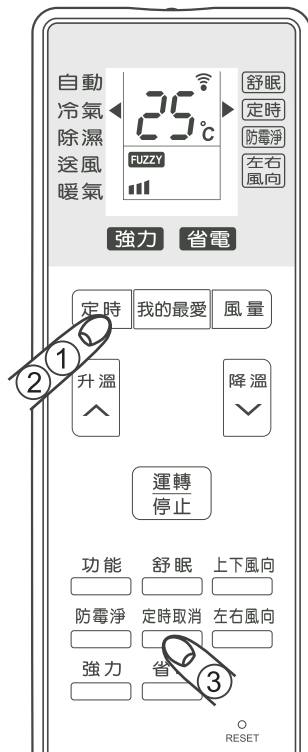 自動
冷氣
除濕
送風
暖氣
25℃
FUZZY
舒眠
定時
防霉淨
左右
風向
強力 省電
定時 我的最愛 風量
① ②
升溫 降溫
運轉
停止
功能 舒眠 上下風向
防霉淨 定時取消 左右風向
強力 省
③
RESET